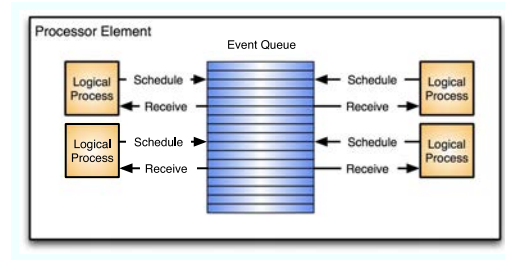 Processor Element
Event Queue
Logical
Process
Schedule
Receive
Schedule
Receive
Logical
Process
Logical
Process
Schedule
Receive
Schedule
Receive
Logical
Process